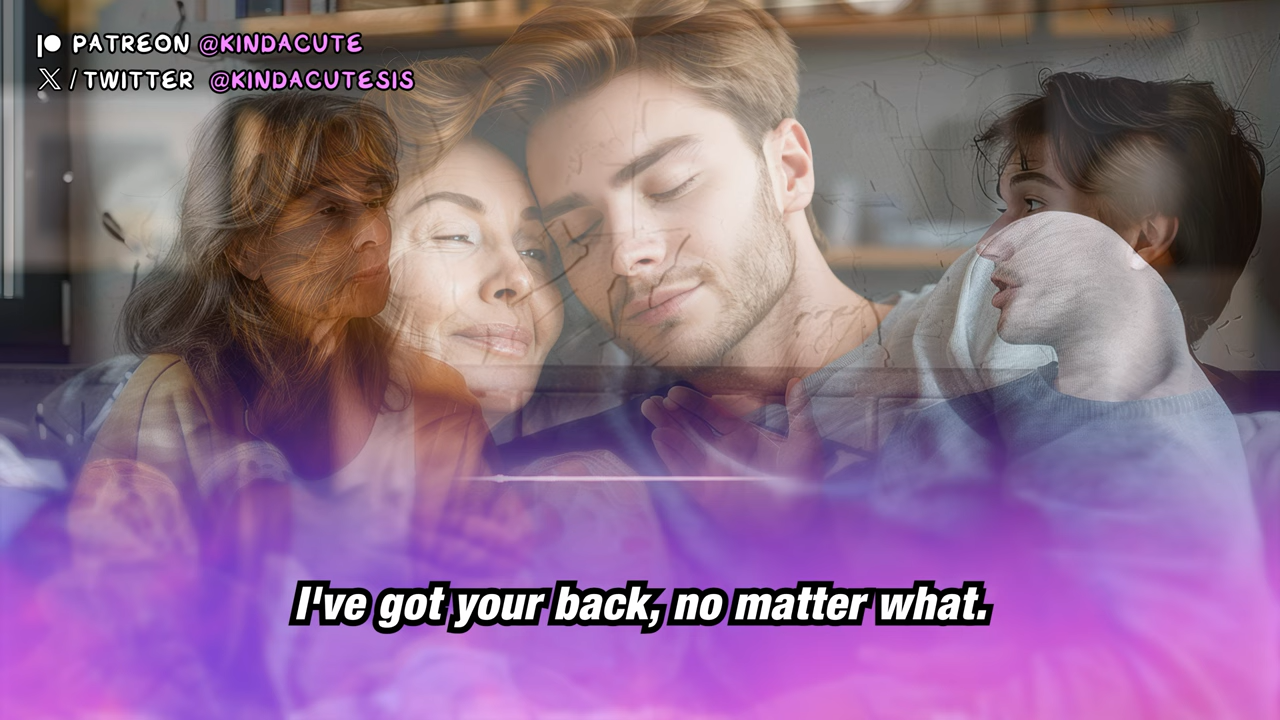 PATREON @KINDACUTE
X / TWITTER @KINDACUTESIS
I've got your back, no matter what.